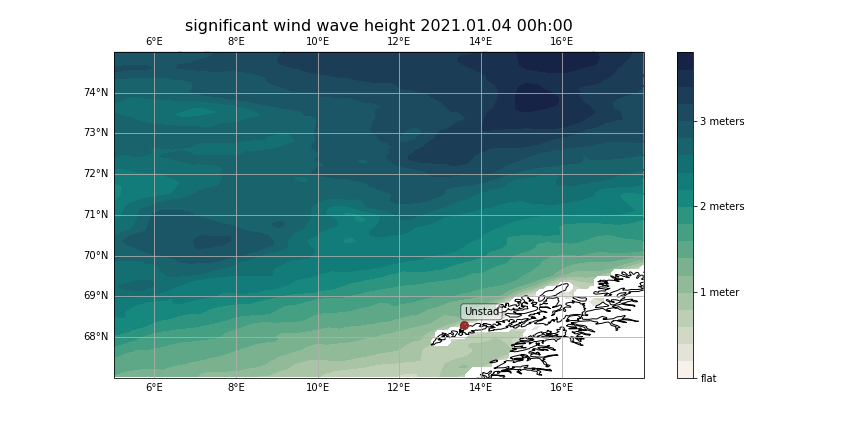 significant wind wave height 2021.01.04 00h:00
6°E 8°E 10°E 12°E 14°E 16°E
74°N
73°N
72°N
71°N
70°N
69°N
68°N
Unstad
6°E 8°E 10°E 12°E 14°E 16°E
3 meters
2 meters
1 meter
flat